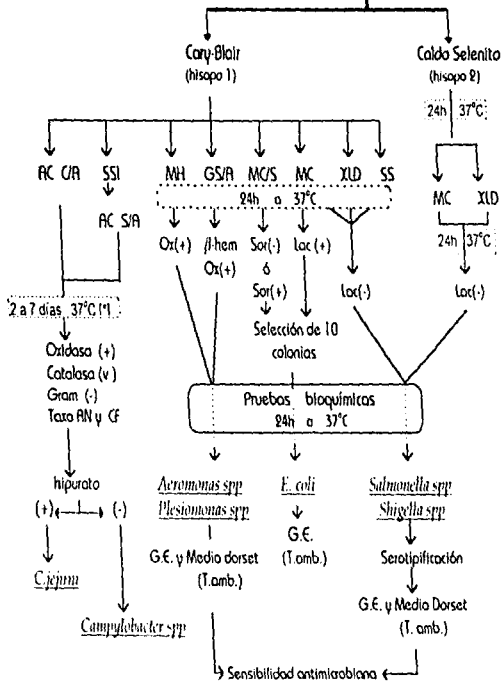 Cary-Blair
(hisopo 1)
Caldo Selenito
(hisopo 2)
24h 37°C
AC C/A SSI MH GS/A MC/S MC XLD SS
24h a 37°C
AC S/A
MC XLD
24h 37°C
Ox(+) β-hem Sor(-) Lac (+)
Ox(+) ó
Sor(+)
Lac(-)
Lac(-)
2 a 7 días 37°C (*)
Selección de 10
colonias
Oxidasa (+)
Catalasa (v)
Gram (-)
Taxo AN y CF
Pruebas bioquímicas
24h a 37°C
hipurato
(+) (-)
C.jejuni
Campylobacter spp
Aeromonas spp
Plesiomonas spp
G.E. y Medio dorset
(T.amb.)
E. coli
G.E.
(T.amb.)
Salmonella spp
Shigella spp
Serotipificación
G.E. y Medio Dorset
(T. amb.)
Sensibilidad antimicrobiana